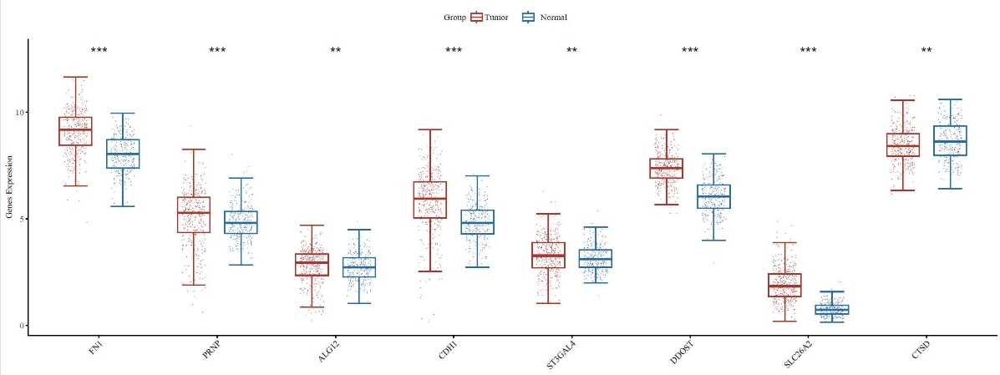 Group Tumor Normal
*** *** ** *** ** *** *** **
Genes Expression
10
5
0
FN1 PRNP ALG12 CDH1 ST3GAL4 DDOST SLC26A2 CTSD